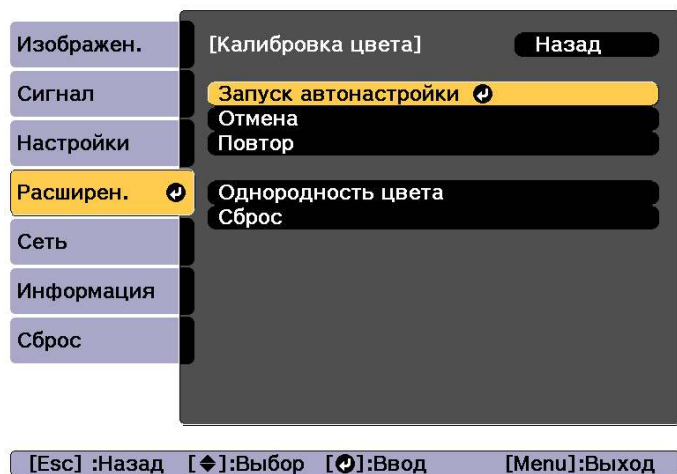 Изображен.
Сигнал
Настройки
Расширен.
Сеть
Информация
Сброс
[Калибровка цвета] Назад
Запуск автонастройки
Отмена
Повтор
Однородность цвета
Сброс
[Esc] :Назад [◆]:Выбор [↵]:Ввод [Menu]:Выход